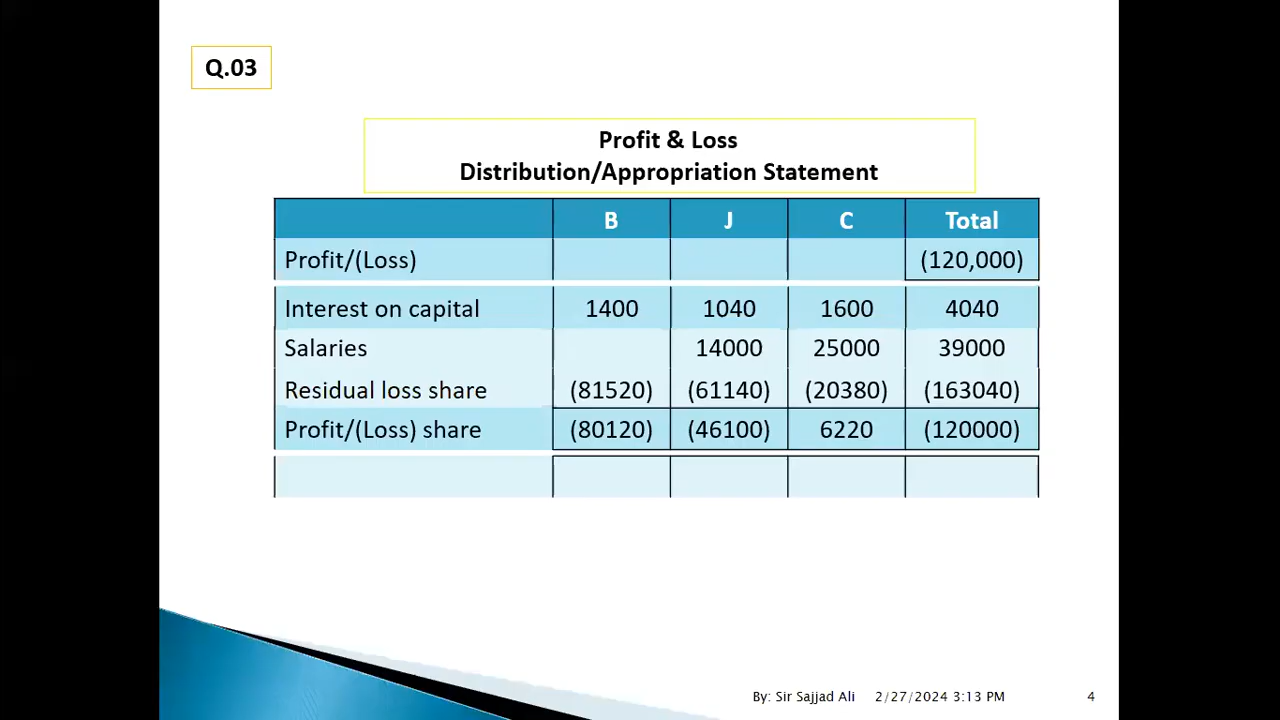 Q.03
Profit & Loss
Distribution/Appropriation Statement
B J C Total
Profit/(Loss) (120,000)
Interest on capital 1400 1040 1600 4040
Salaries 14000 25000 39000
Residual loss share (81520) (61140) (20380) (163040)
Profit/(Loss) share (80120) (46100) 6220 (120000)
By: Sir Sajjad Ali 2/27/2024 3:13 PM 4